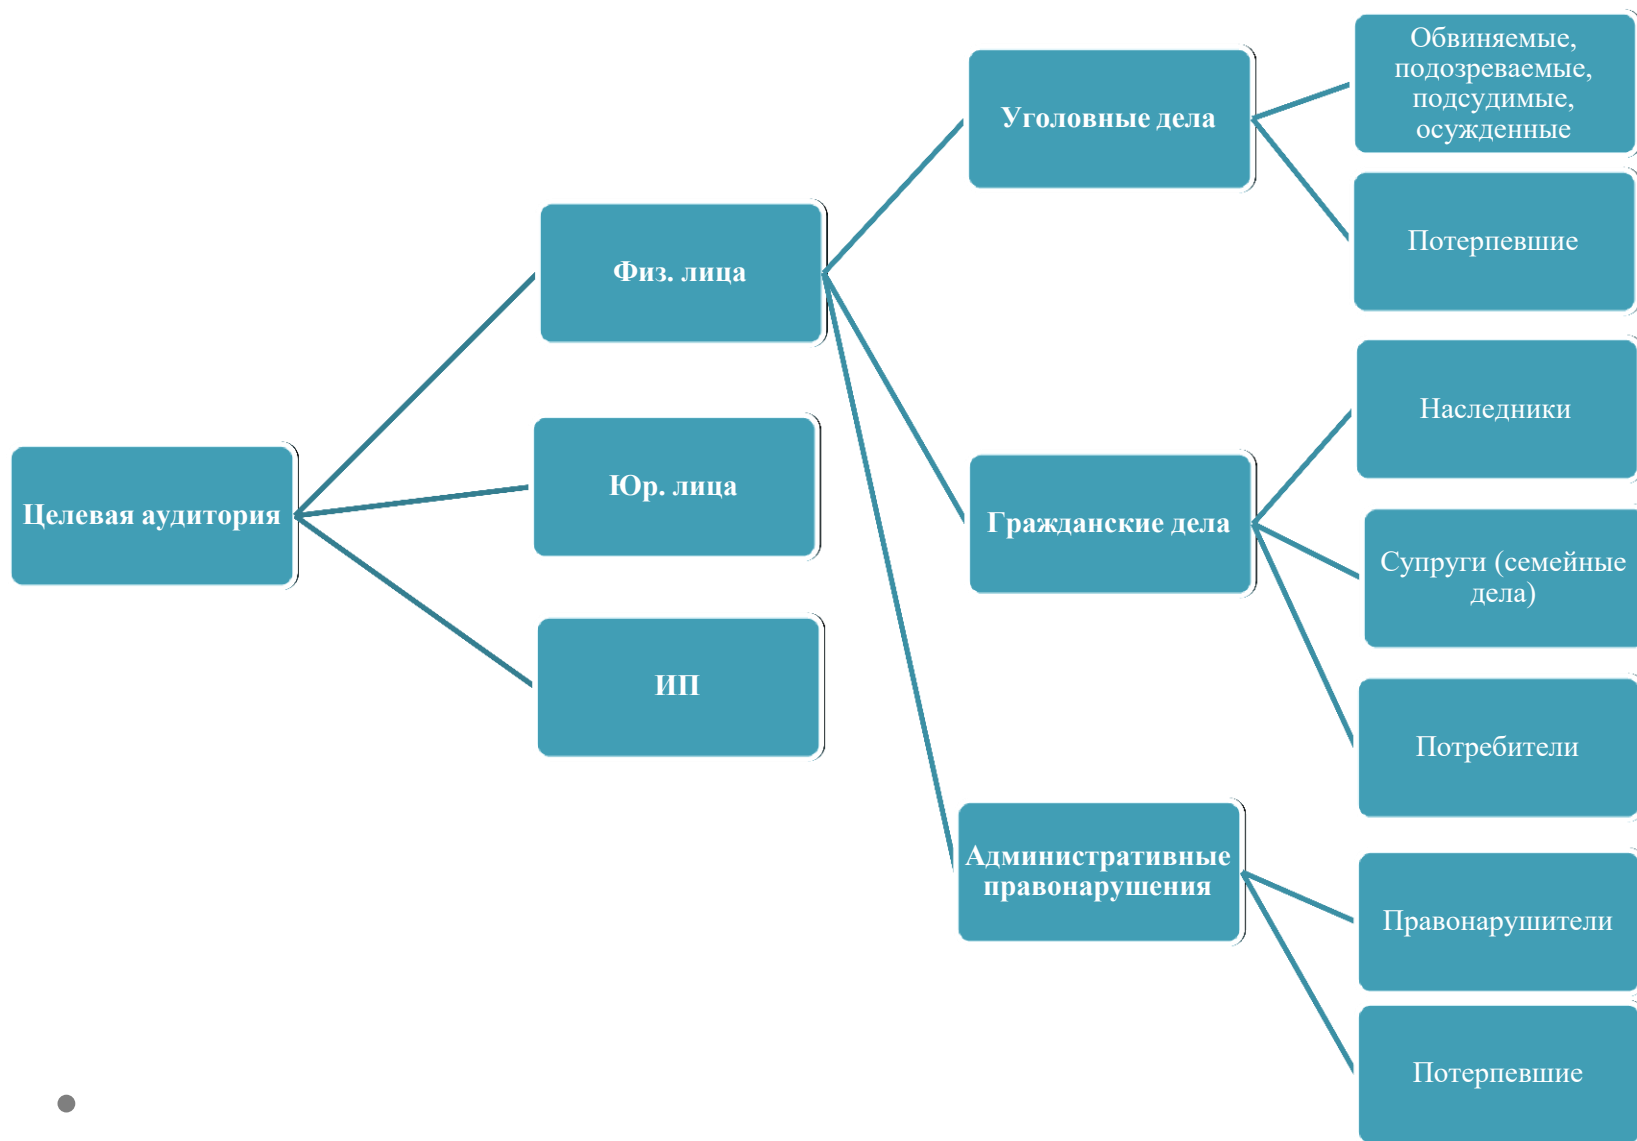 Целевая аудитория
Физ. лица
Юр. лица
ИП
Уголовные дела
Гражданские дела
Административные
правонарушения
Обвиняемые,
подозреваемые,
подсудимые,
осужденные
Потерпевшие
Наследники
Супруги (семейные
дела)
Потребители
Правонарушители
Потерпевшие